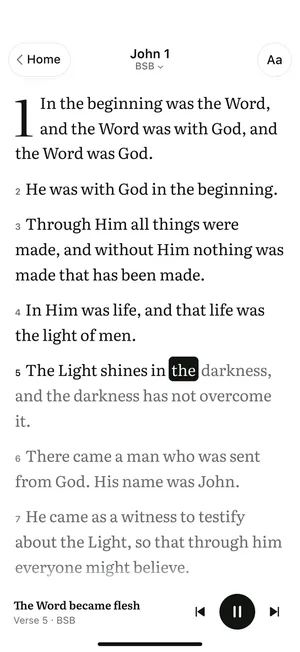 Home
John 1
BSB
Aa
1 In the beginning was the Word,
and the Word was with God, and
the Word was God.
2 He was with God in the beginning.
3 Through Him all things were
made, and without Him nothing was
made that has been made.
4 In Him was life, and that life was
the light of men.
5 The Light shines in the darkness,
and the darkness has not overcome
it.
6 There came a man who was sent
from God. His name was John.
7 He came as a witness to testify
about the Light, so that through him
everyone might believe.
The Word became flesh
Verse 5 · BSB